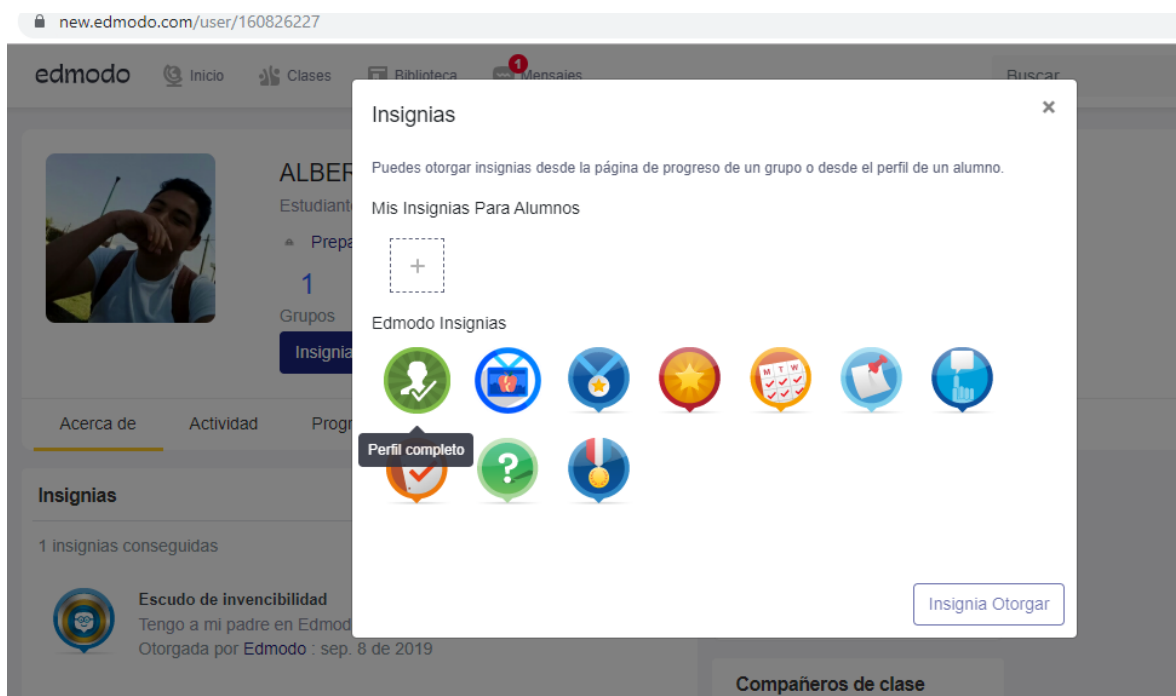 new.edmodo.com/user/160826227
edmodo Inicio Clases Biblioteca 1 Mensajes Buscar
Insignias ×
Puedes otorgar insignias desde la página de progreso de un grupo o desde el perfil de un alumno.
Mis Insignias Para Alumnos
+
Edmodo Insignias
M T W
Perfil completo
?
Insignia Otorgar
ALBER
Estudiant
Prepa
1
Grupos
Insignia
Acerca de Actividad Progr
Insignias
1 insignias conseguidas
Escudo de invencibilidad
Tengo a mi padre en Edmod
Otorgada por Edmodo : sep. 8 de 2019
Compañeros de clase